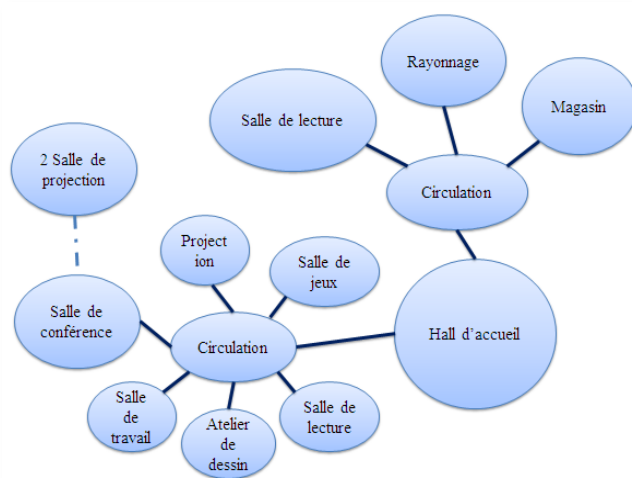 Rayonnage
Salle de lecture
Magasin
2 Salle de
projection
Circulation
Project
ion
Salle de
jeux
Salle de
conférence
Hall d'accueil
Circulation
Salle
de
travail
Atelier
de
dessin
Salle de
lecture